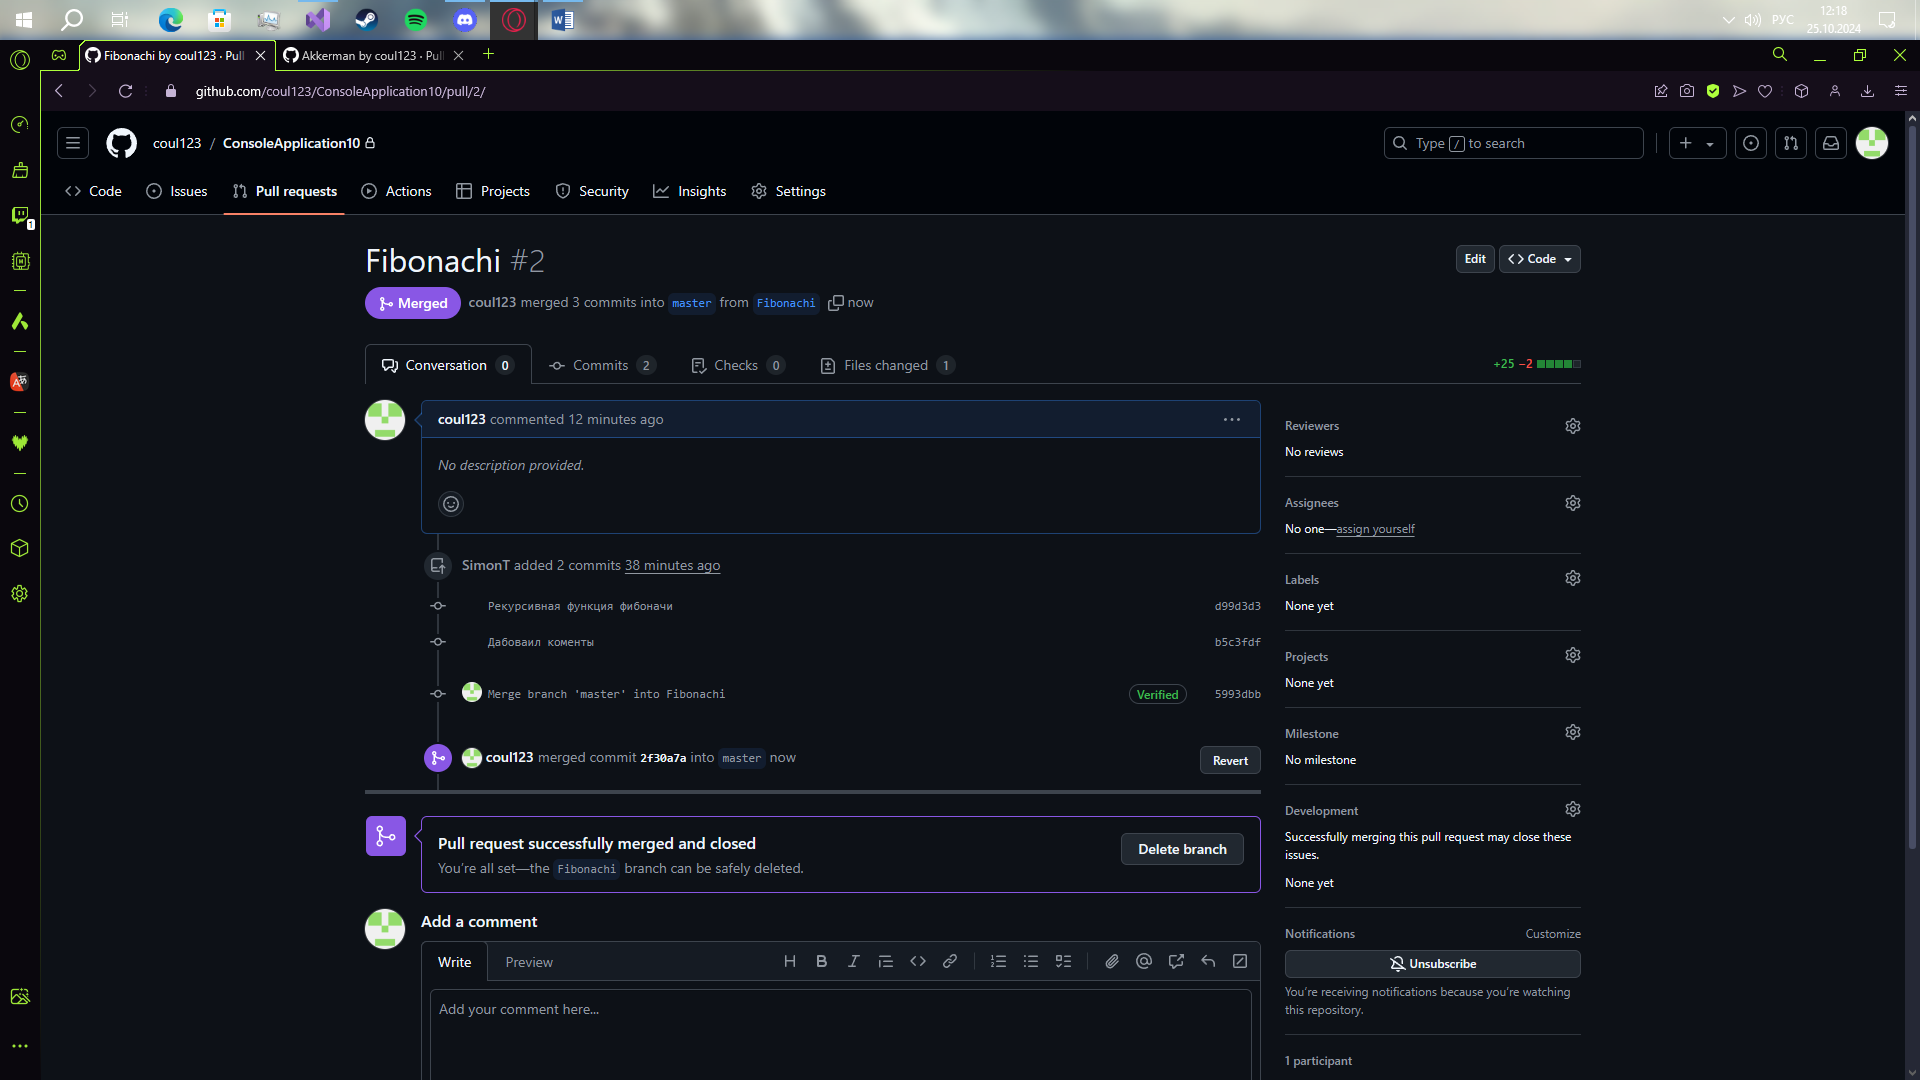 12:18
РУС
25.10.2024
Fibonachi by coul123 · Pull
Akkerman by coul123 · Pull
github.com/coul123/ConsoleApplication10/pull/2/
1
coul123 / ConsoleApplication10
Type / to search
Code
Issues
Pull requests
Actions
Projects
Security
Insights
Settings
Fibonachi #2
Edit
Code
Merged
coul123 merged 3 commits into master from Fibonachi now
Conversation 0
Commits 2
Checks 0
Files changed 1
+25 −2
coul123 commented 12 minutes ago
No description provided.
SimonT added 2 commits 38 minutes ago
Рекурсивная функция фибоначи d99d3d3
Дабоваил коменты b5c3fdf
Merge branch 'master' into Fibonachi Verified 5993dbb
coul123 merged commit 2f30a7a into master now
Revert
Pull request successfully merged and closed
You're all set—the Fibonachi branch can be safely deleted.
Delete branch
Add a comment
Write
Preview
Add your comment here...
Reviewers
No reviews
Assignees
No one—assign yourself
Labels
None yet
Projects
None yet
Milestone
No milestone
Development
Successfully merging this pull request may close these
issues.
None yet
Notifications
Customize
Unsubscribe
You're receiving notifications because you're watching
this repository.
1 participant